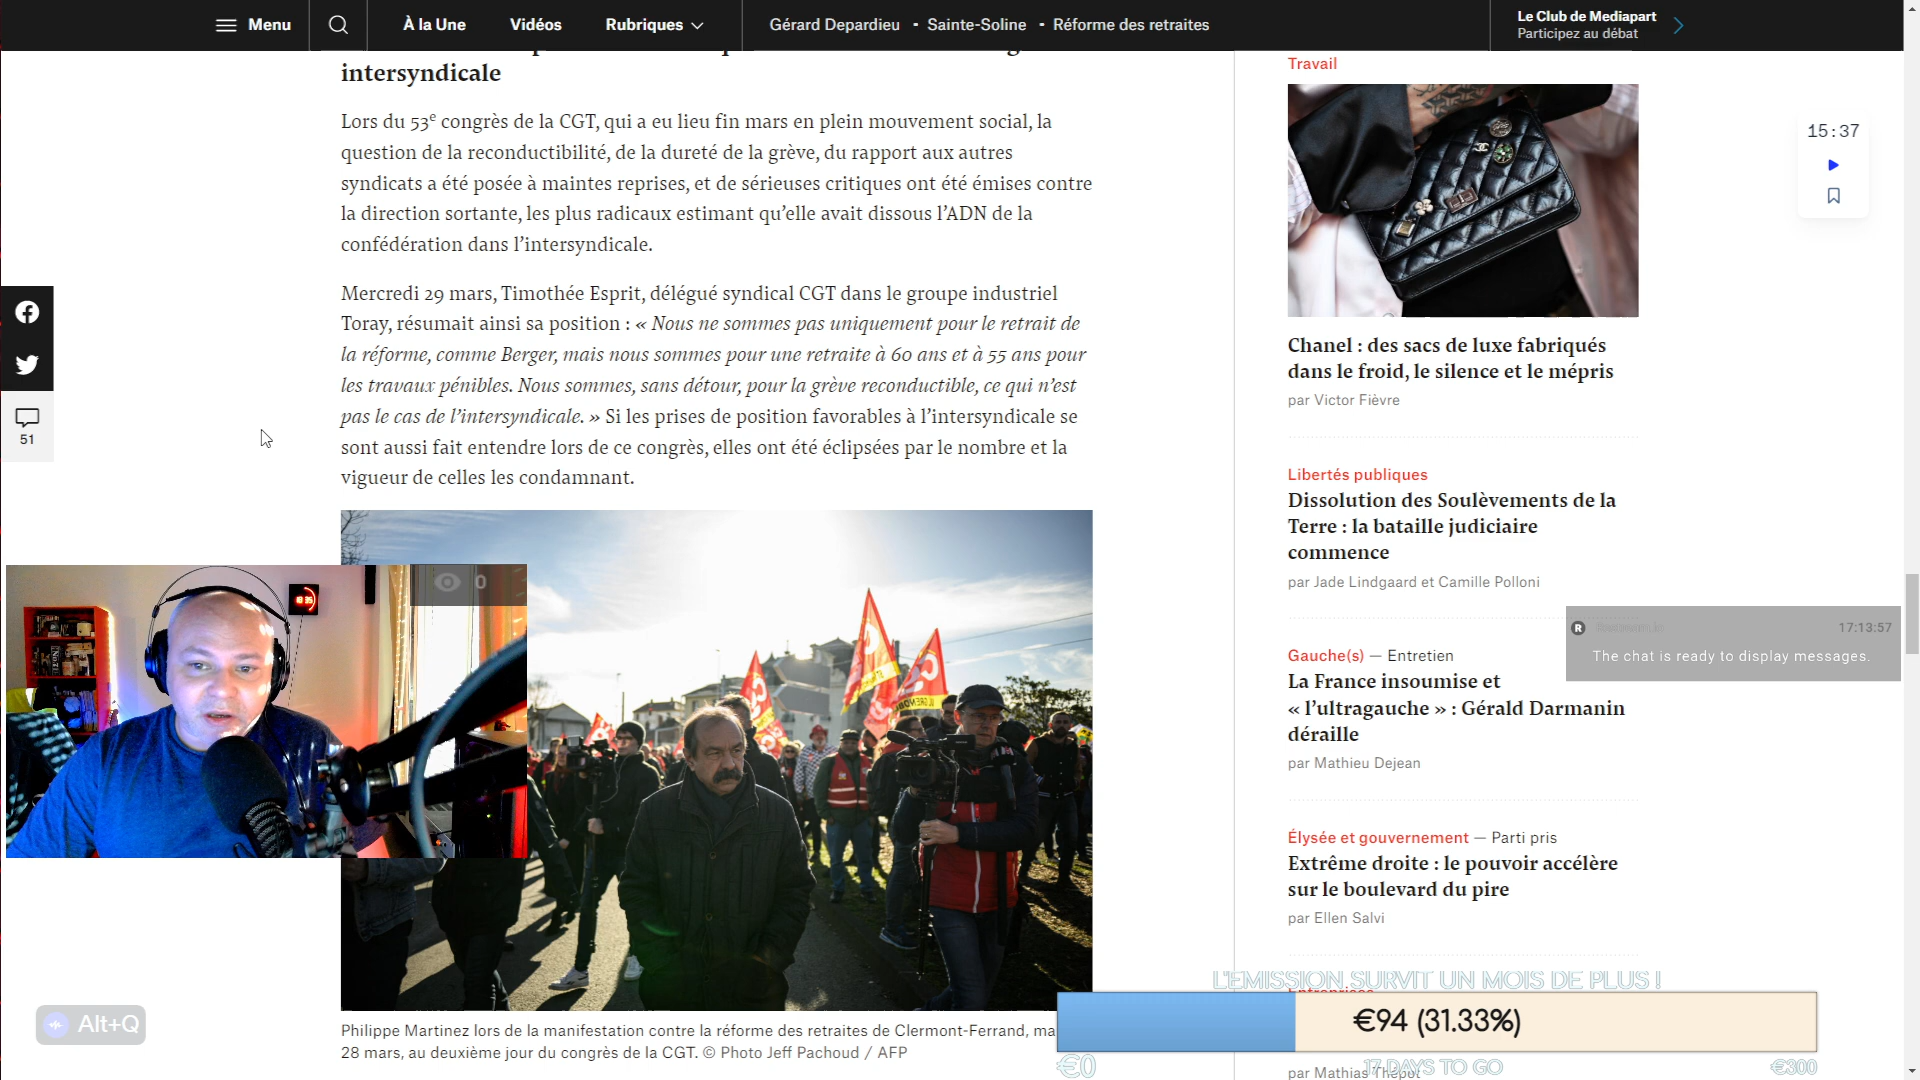 Menu
À la Une
Vidéos
Rubriques
Gérard Depardieu - Sainte-Soline - Réforme des retraites
Le Club de Mediapart
Participez au débat
intersyndicale
Lors du 53e congrès de la CGT, qui a eu lieu fin mars en plein mouvement social, la
question de la reconductibilité, de la dureté de la grève, du rapport aux autres
syndicats a été posée à maintes reprises, et de sérieuses critiques ont été émises contre
la direction sortante, les plus radicaux estimant qu’elle avait dissous l’ADN de la
confédération dans l’intersyndicale.
Mercredi 29 mars, Timothée Esprit, délégué syndical CGT dans le groupe industriel
Toray, résumait ainsi sa position : « Nous ne sommes pas uniquement pour le retrait de
la réforme, comme Berger, mais nous sommes pour une retraite à 60 ans et à 55 ans pour
les travaux pénibles. Nous sommes, sans détour, pour la grève reconductible, ce qui n’est
pas le cas de l’intersyndicale. » Si les prises de position favorables à l’intersyndicale se
sont aussi fait entendre lors de ce congrès, elles ont été éclipsées par le nombre et la
vigueur de celles les condamnant.
51
0
Alt+Q
Philippe Martinez lors de la manifestation contre la réforme des retraites de Clermont-Ferrand, ma
28 mars, au deuxième jour du congrès de la CGT. © Photo Jeff Pachoud / AFP
Travail
Chanel : des sacs de luxe fabriqués
dans le froid, le silence et le mépris
par Victor Fièvre
Libertés publiques
Dissolution des Soulèvements de la
Terre : la bataille judiciaire
commence
par Jade Lindgaard et Camille Polloni
Gauche(s) — Entretien
La France insoumise et
« l’ultragauche » : Gérald Darmanin
déraille
par Mathieu Dejean
Élysée et gouvernement — Parti pris
Extrême droite : le pouvoir accélère
sur le boulevard du pire
par Ellen Salvi
Entreprises
par Mathias Thépot
15:37
R
17:13:57
The chat is ready to display messages.
L'EMISSION SURVIT UN MOIS DE PLUS !
€94 (31.33%)
€0
17 DAYS TO GO
€300